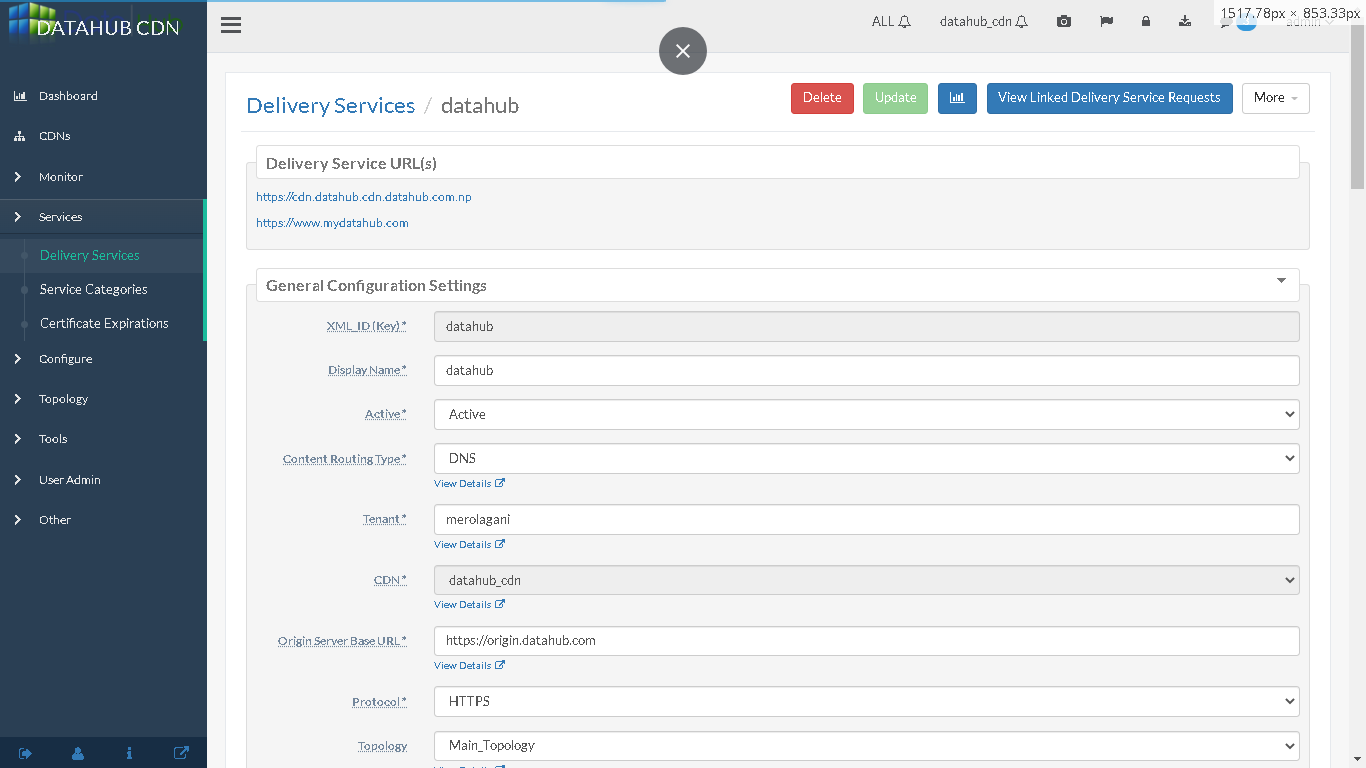 DATAHUB CDN
ALL
datahub_cdn
1517.78px × 853.33px
Dashboard
CDNs
Monitor
Services
Delivery Services
Service Categories
Certificate Expirations
Configure
Topology
Tools
User Admin
Other
Delivery Services / datahub
Delete
Update
View Linked Delivery Service Requests
More
Delivery Service URL(s)
https://cdn.datahub.cdn.datahub.com.np
https://www.mydatahub.com
General Configuration Settings
XML_ID (Key) *
datahub
Display Name *
datahub
Active *
Active
Content Routing Type *
DNS
View Details
Tenant *
merolagani
View Details
CDN *
datahub_cdn
View Details
Origin Server Base URL *
https://origin.datahub.com
View Details
Protocol *
HTTPS
Topology
Main_Topology